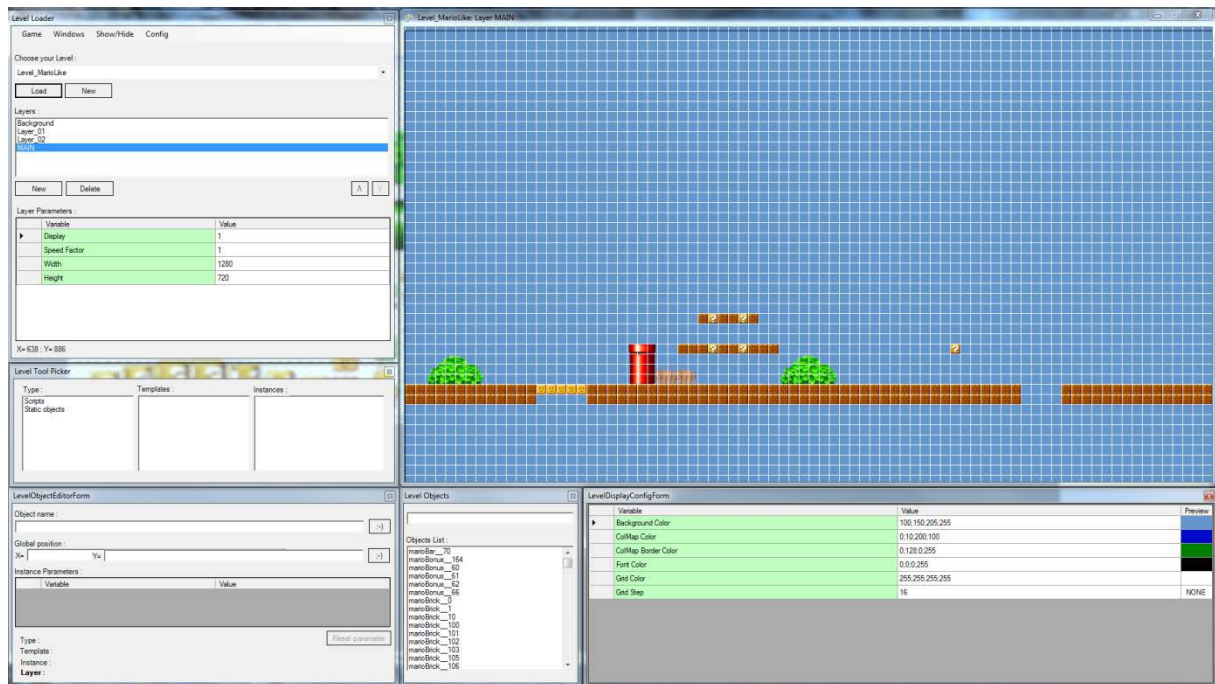 Level Loader
Game Windows Show/Hide Config
Choose your Level :
Level_MarioLike
Load New
Layers :
Background
Layer_01
Layer_02
MAIN
New Delete
Layer Parameters :
Variable Value
Display 1
Speed Factor 1
Width 1280
Height 720
X= 638 ; Y= 886
Level Tool Picker
Type : Templates : Instances :
Scripts
Static objects
LevelObjectEditorForm
Object name :
:-)
Global position :
X= Y= :-)
Instance Parameters :
Variable Value
Reset parameter
Type :
Template :
Instance :
Layer :
Level_MarioLike: Layer MAIN
Level Objects
Objects List :
marioBar__70
marioBonus__164
marioBonus__60
marioBonus__61
marioBonus__62
marioBonus__66
marioBrick__0
marioBrick__1
marioBrick__10
marioBrick__100
marioBrick__101
marioBrick__102
marioBrick__103
marioBrick__105
marioBrick__106
LevelDisplayConfigForm
Variable Value Preview
Background Color 100;150;205;255
ColMap Color 0;10;200;100
ColMap Border Color 0;128;0;255
Font Color 0;0;0;255
Grid Color 255;255;255;255
Grid Step 16 NONE